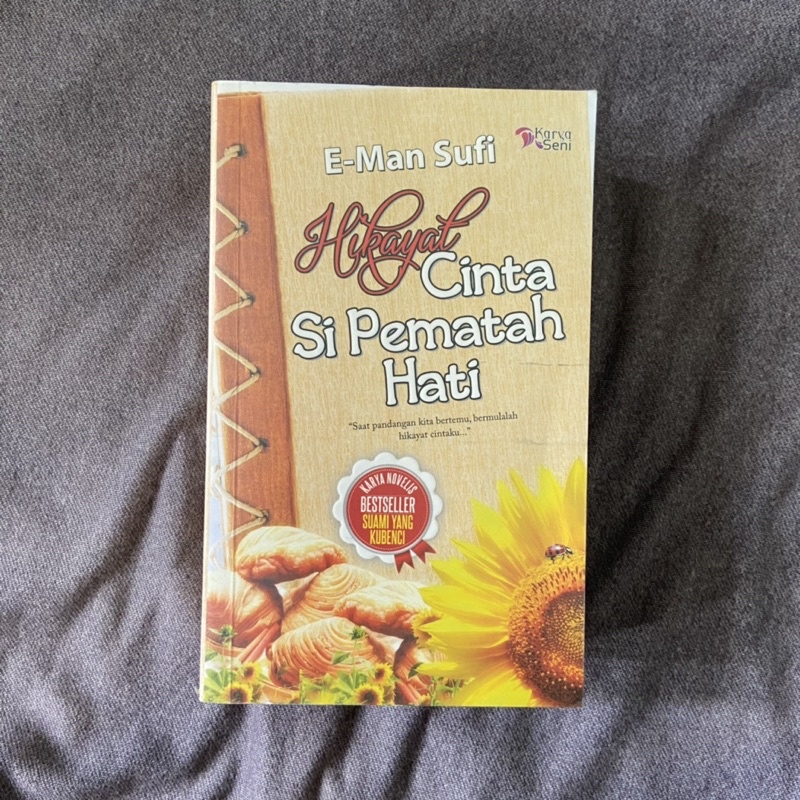 E-Man Sufi
Karya
Seni
Hikayat
Cinta
Si Pematah
Hati
"Saat pandangan kita bertemu, bermulalah
hikayat cintaku..."
KARYA NOVELIS
BESTSELLER
SUAMI YANG
KUBENCI